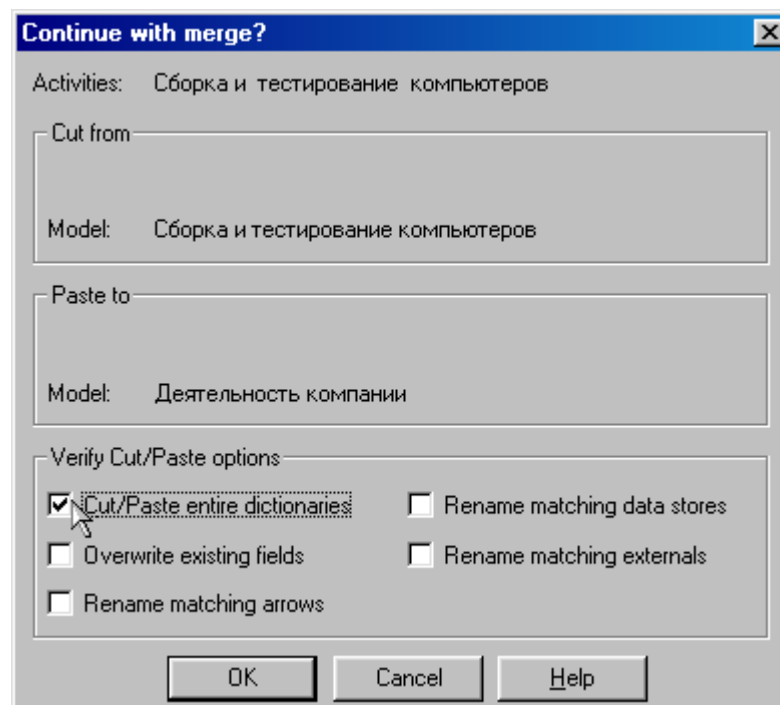 Continue with merge?
Activities: Сборка и тестирование компьютеров
Cut from
Model: Сборка и тестирование компьютеров
Paste to
Model: Деятельность компании
Verify Cut/Paste options
Cut/Paste entire dictionaries Rename matching data stores
Overwrite existing fields Rename matching externals
Rename matching arrows
OK Cancel Help